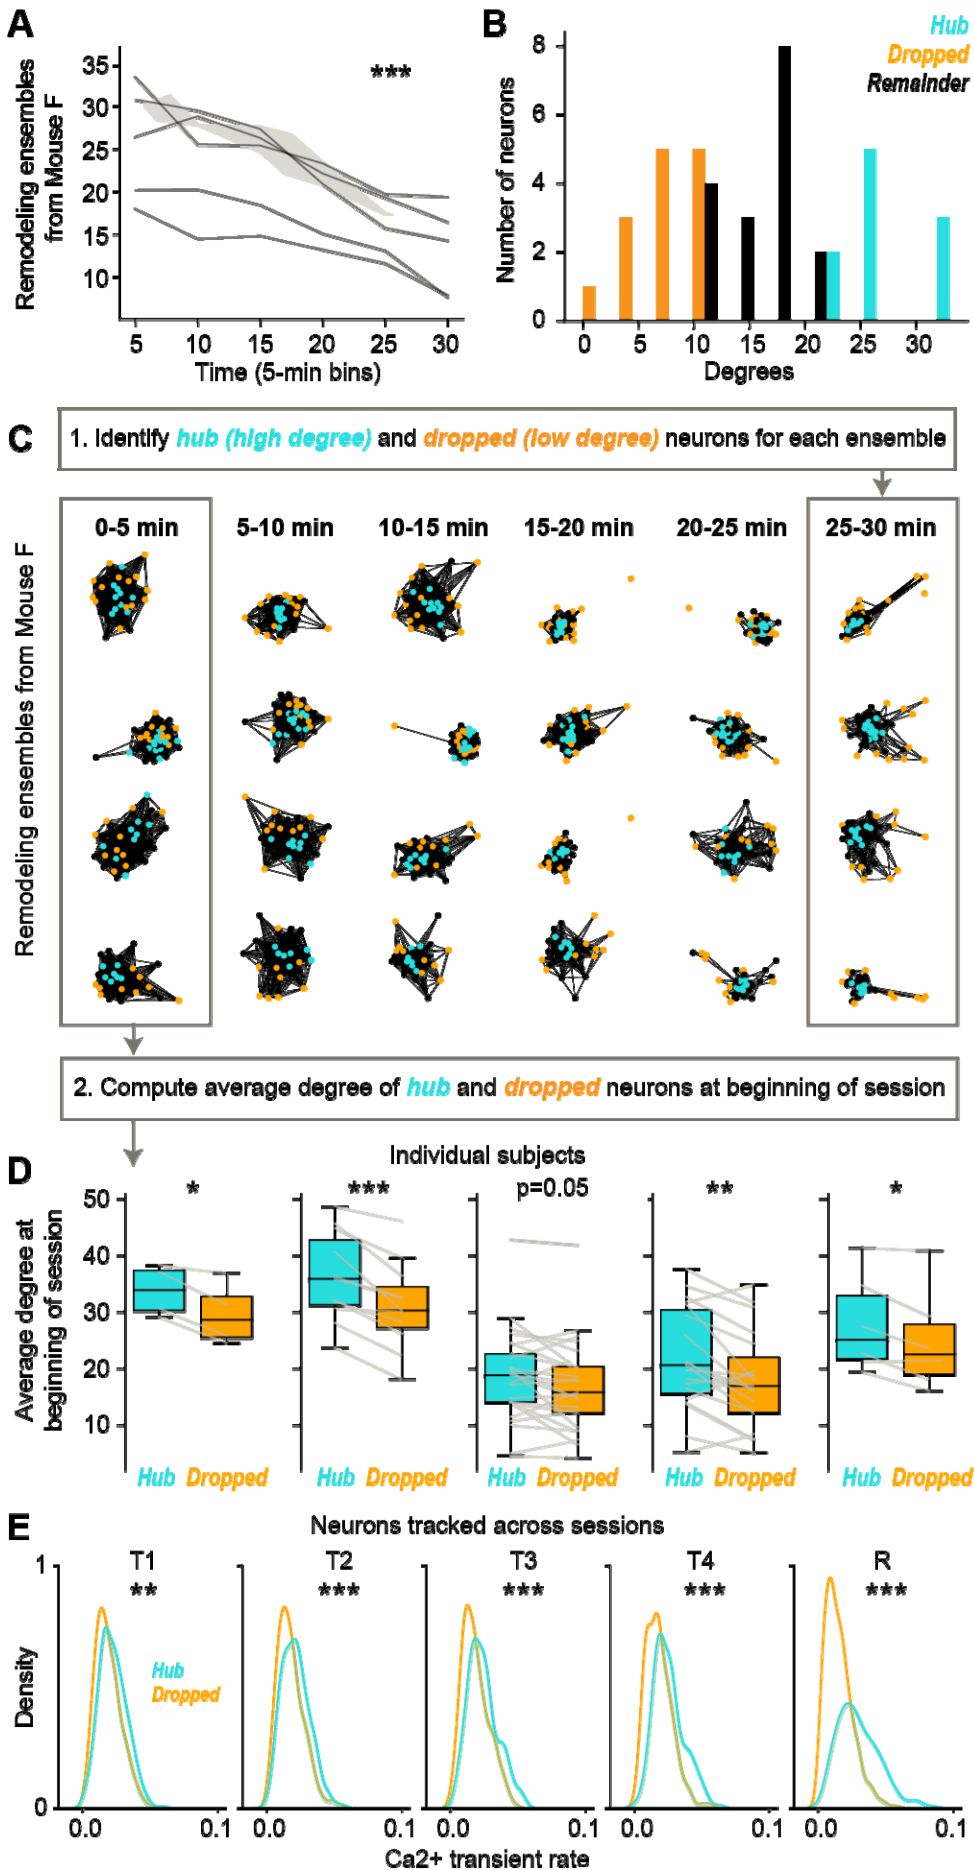 A
Remodeling ensembles
from Mouse F
35
30
25
20
15
10
***
5 10 15 20 25 30
Time (5-min bins)
B
Number of neurons
8
6
4
2
0
Hub
Dropped
Remainder
0 5 10 15 20 25 30
Degrees
C
1. Identify hub (high degree) and dropped (low degree) neurons for each ensemble
Remodeling ensembles from Mouse F
0-5 min 5-10 min 10-15 min 15-20 min 20-25 min 25-30 min
2. Compute average degree of hub and dropped neurons at beginning of session
D
Individual subjects
Average degree at
beginning of session
50
40
30
20
10
* *** p=0.05 ** *
Hub Dropped Hub Dropped Hub Dropped Hub Dropped Hub Dropped
E
Neurons tracked across sessions
T1 T2 T3 T4 R
** *** *** *** ***
Density
1
0
Hub
Dropped
0.0 0.1 0.0 0.1 0.0 0.1 0.0 0.1 0.0 0.1
Ca2+ transient rate